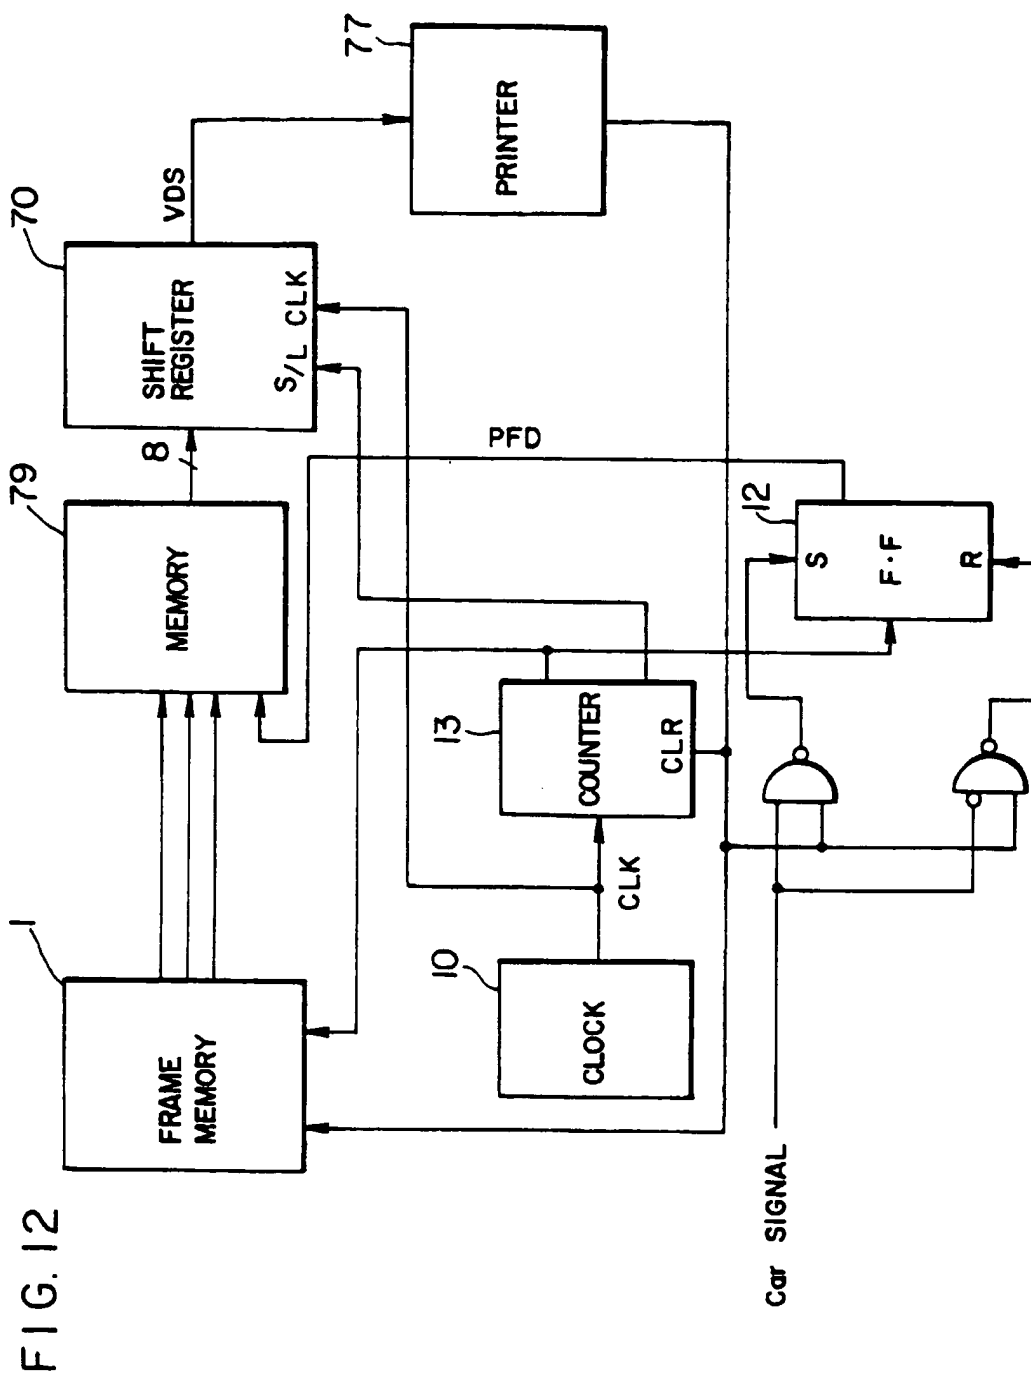 FIG. 12
1
FRAME
MEMORY
79
MEMORY
8
70
SHIFT
REGISTER
S/L CLK
VDS
77
PRINTER
10
CLOCK
CLK
13
COUNTER
CLR
PFD
12
S
F·F
R
Car SIGNAL